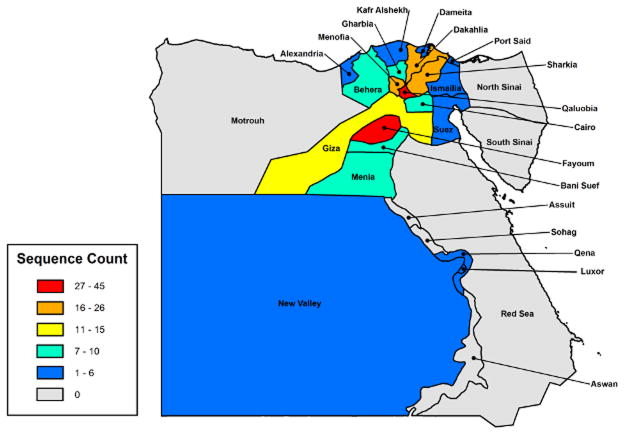 Kafr Alshekh
Dameita
Gharbia
Dakahlia
Menofia
Port Said
Alexandria
Sharkia
Behera
Ismailia
North Sinai
Qaluobia
Motrouh
Cairo
Suez
South Sinai
Giza
Fayoum
Menia
Bani Suef
Assuit
Sohag
Qena
Luxor
New Valley
Red Sea
Aswan
Sequence Count
27 - 45
16 - 26
11 - 15
7 - 10
1 - 6
0